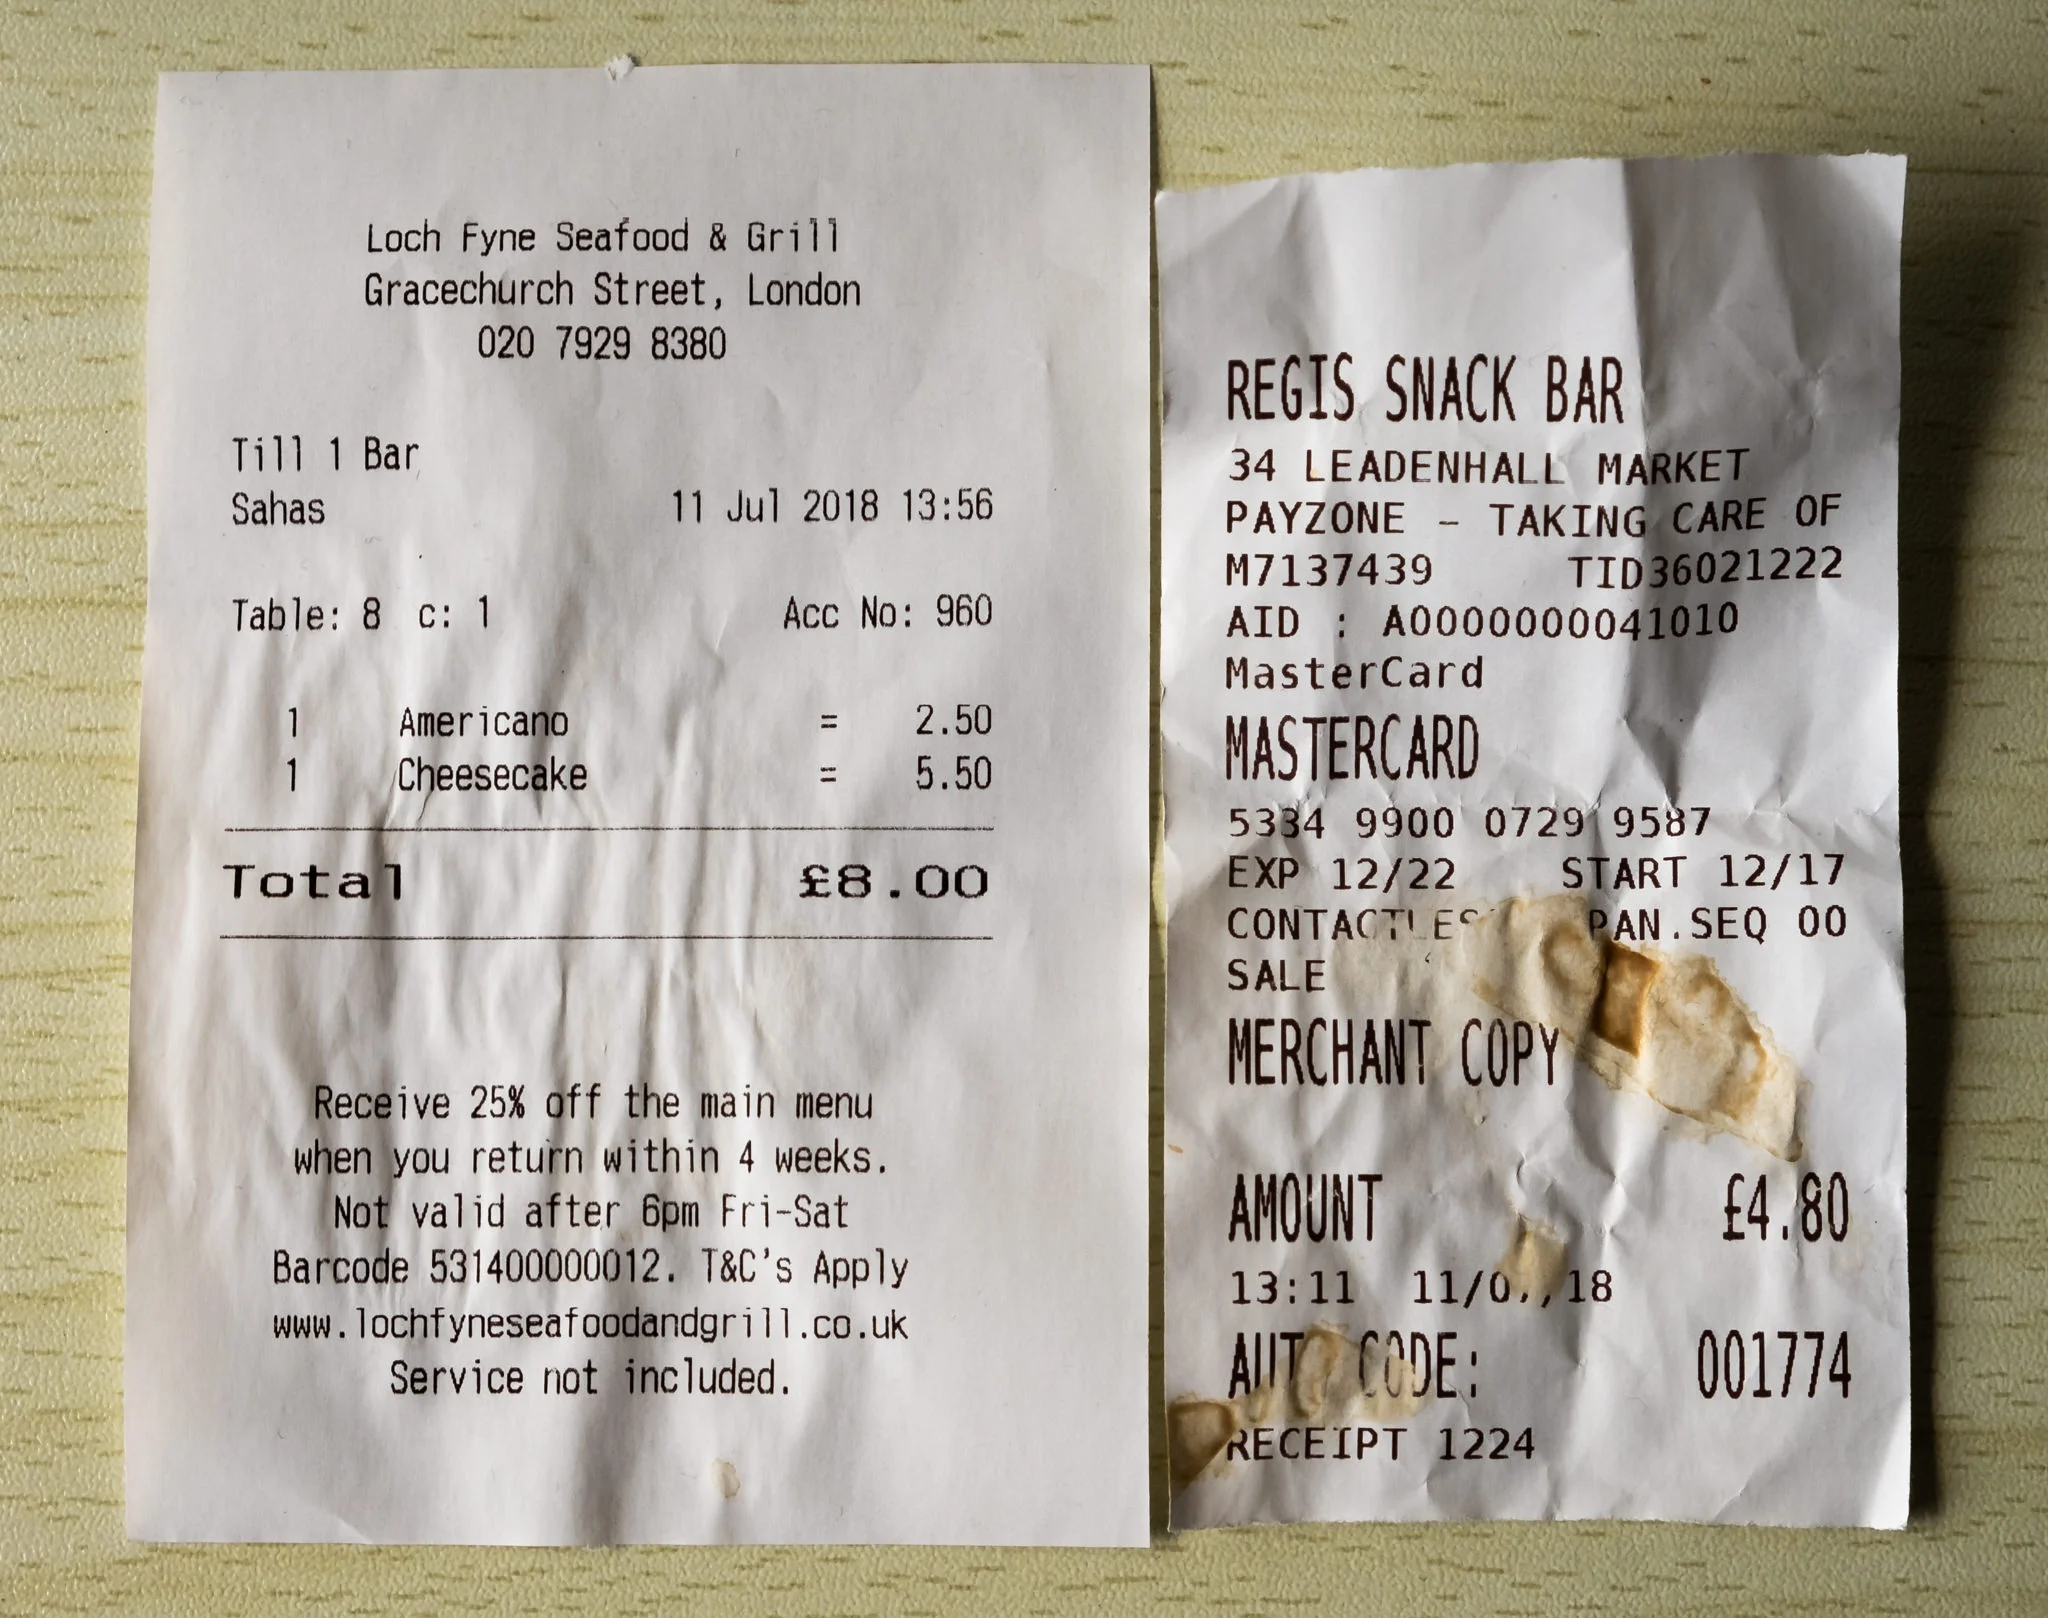 Loch Fyne Seafood & Grill
Gracechurch Street, London
020 7929 8380
Till 1 Bar
Sahas 11 Jul 2018 13:56
Table: 8 c: 1 Acc No: 960
1 Americano = 2.50
1 Cheesecake = 5.50
Total £8.00
Receive 25% off the main menu
when you return within 4 weeks.
Not valid after 6pm Fri-Sat
Barcode 531400000012. T&C's Apply
www.lochfyneseafoodandgrill.co.uk
Service not included.
REGIS SNACK BAR
34 LEADENHALL MARKET
PAYZONE - TAKING CARE OF
M7137439 TID36021222
AID : A0000000041010
MasterCard
MASTERCARD
5334 9900 0729 9587
EXP 12/22 START 12/17
PAN.SEQ 00
SALE
MERCHANT COPY
AMOUNT £4.80
13:11
CODE: 001774
RECEIPT 1224